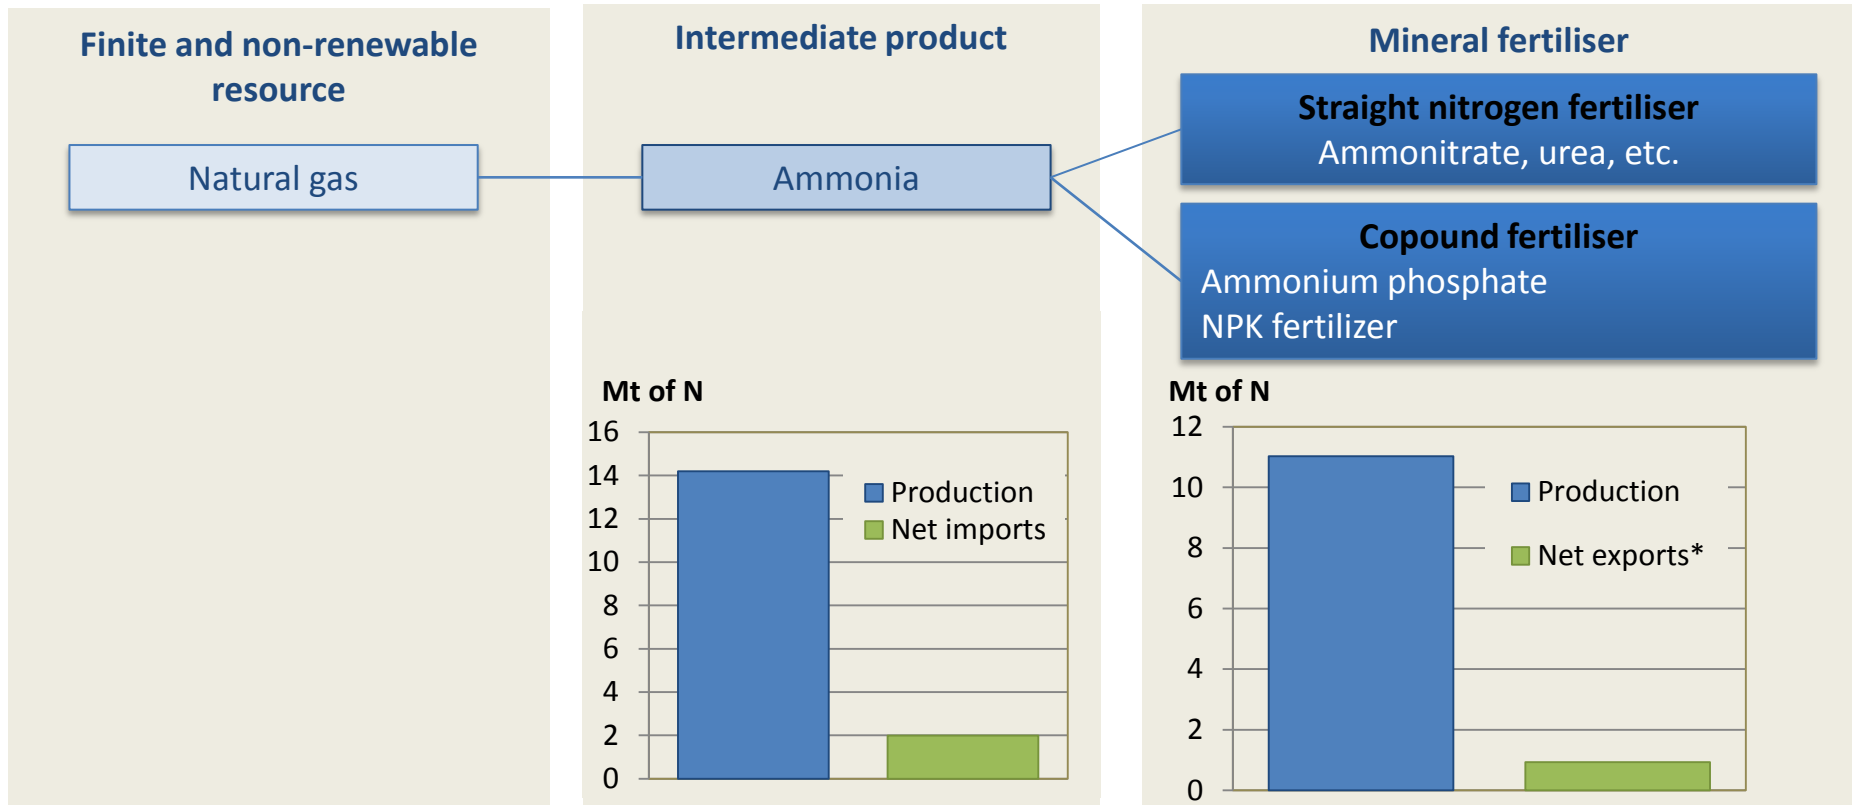 Finite and non-renewable
resource
Natural gas
Intermediate product
Ammonia
Mineral fertiliser
Straight nitrogen fertiliser
Ammonitrate, urea, etc.
Copound fertiliser
Ammonium phosphate
NPK fertilizer
Mt of N
16
14
12
10
8
6
4
2
0
Production
Net imports
Mt of N
12
10
8
6
4
2
0
Production
Net exports*